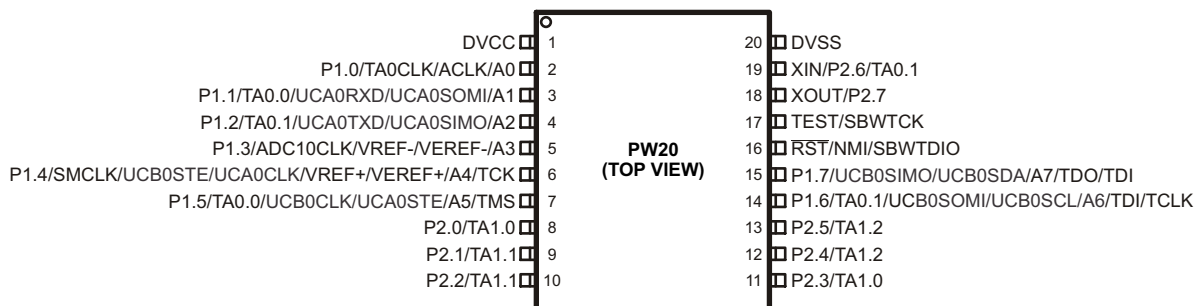 DVCC 1 20 DVSS
P1.0/TA0CLK/ACLK/A0 2 19 XIN/P2.6/TA0.1
P1.1/TA0.0/UCA0RXD/UCA0SOMI/A1 3 18 XOUT/P2.7
P1.2/TA0.1/UCA0TXD/UCA0SIMO/A2 4 17 TEST/SBWTCK
P1.3/ADC10CLK/VREF-/VEREF-/A3 5 PW20 16 RST/NMI/SBWTDIO
P1.4/SMCLK/UCB0STE/UCA0CLK/VREF+/VEREF+/A4/TCK 6 (TOP VIEW) 15 P1.7/UCB0SIMO/UCB0SDA/A7/TDO/TDI
P1.5/TA0.0/UCB0CLK/UCA0STE/A5/TMS 7 14 P1.6/TA0.1/UCB0SOMI/UCB0SCL/A6/TDI/TCLK
P2.0/TA1.0 8 13 P2.5/TA1.2
P2.1/TA1.1 9 12 P2.4/TA1.2
P2.2/TA1.1 10 11 P2.3/TA1.0